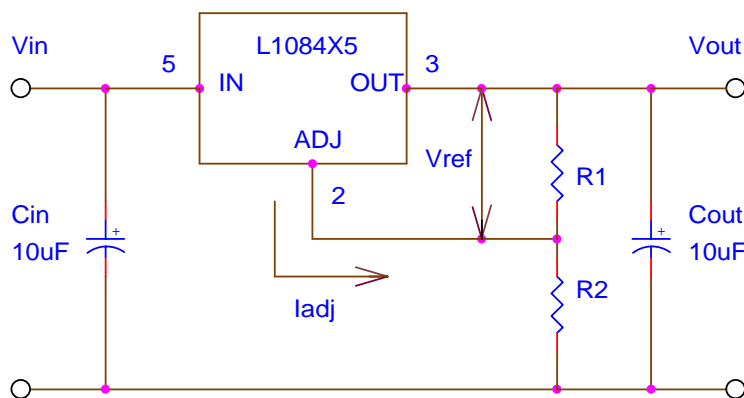 Vin
L1084X5
Vout
5
3
IN
OUT
ADJ
Vref
R1
2
Cin
+
10uF
Cout
+
10uF
R2
Iadj